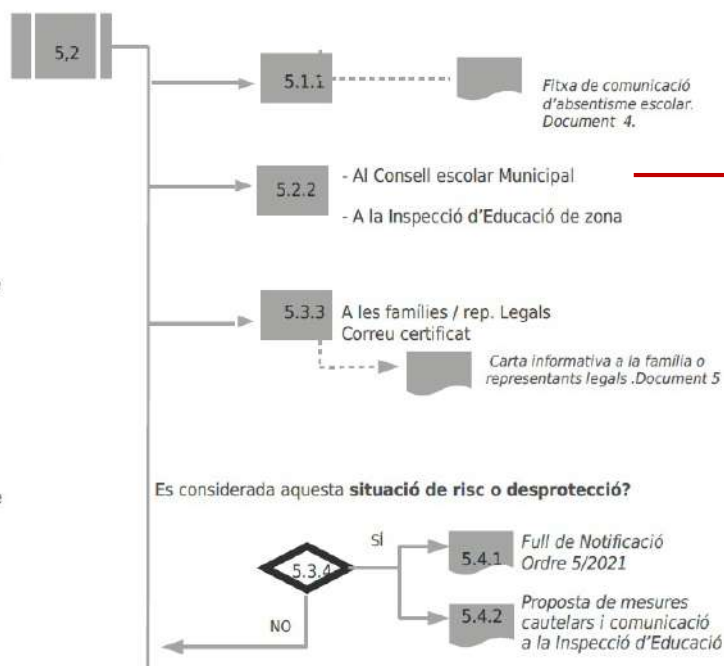 5,2
5.1.1
Fitxa de comunicació
d'absentisme escolar.
Document 4.
5.2.2
- Al Consell escolar Municipal
- A la Inspecció d'Educació de zona
5.3.3
A les famílies / rep. Legals
Correu certificat
Carta informativa a la família o
representants legals .Document 5
Es considerada aquesta situació de risc o desprotecció?
5.3.4
SÍ
NO
5.4.1
Full de Notificació
Ordre 5/2021
5.4.2
Proposta de mesures
cautelars i comunicació
a la Inspecció d'Educació